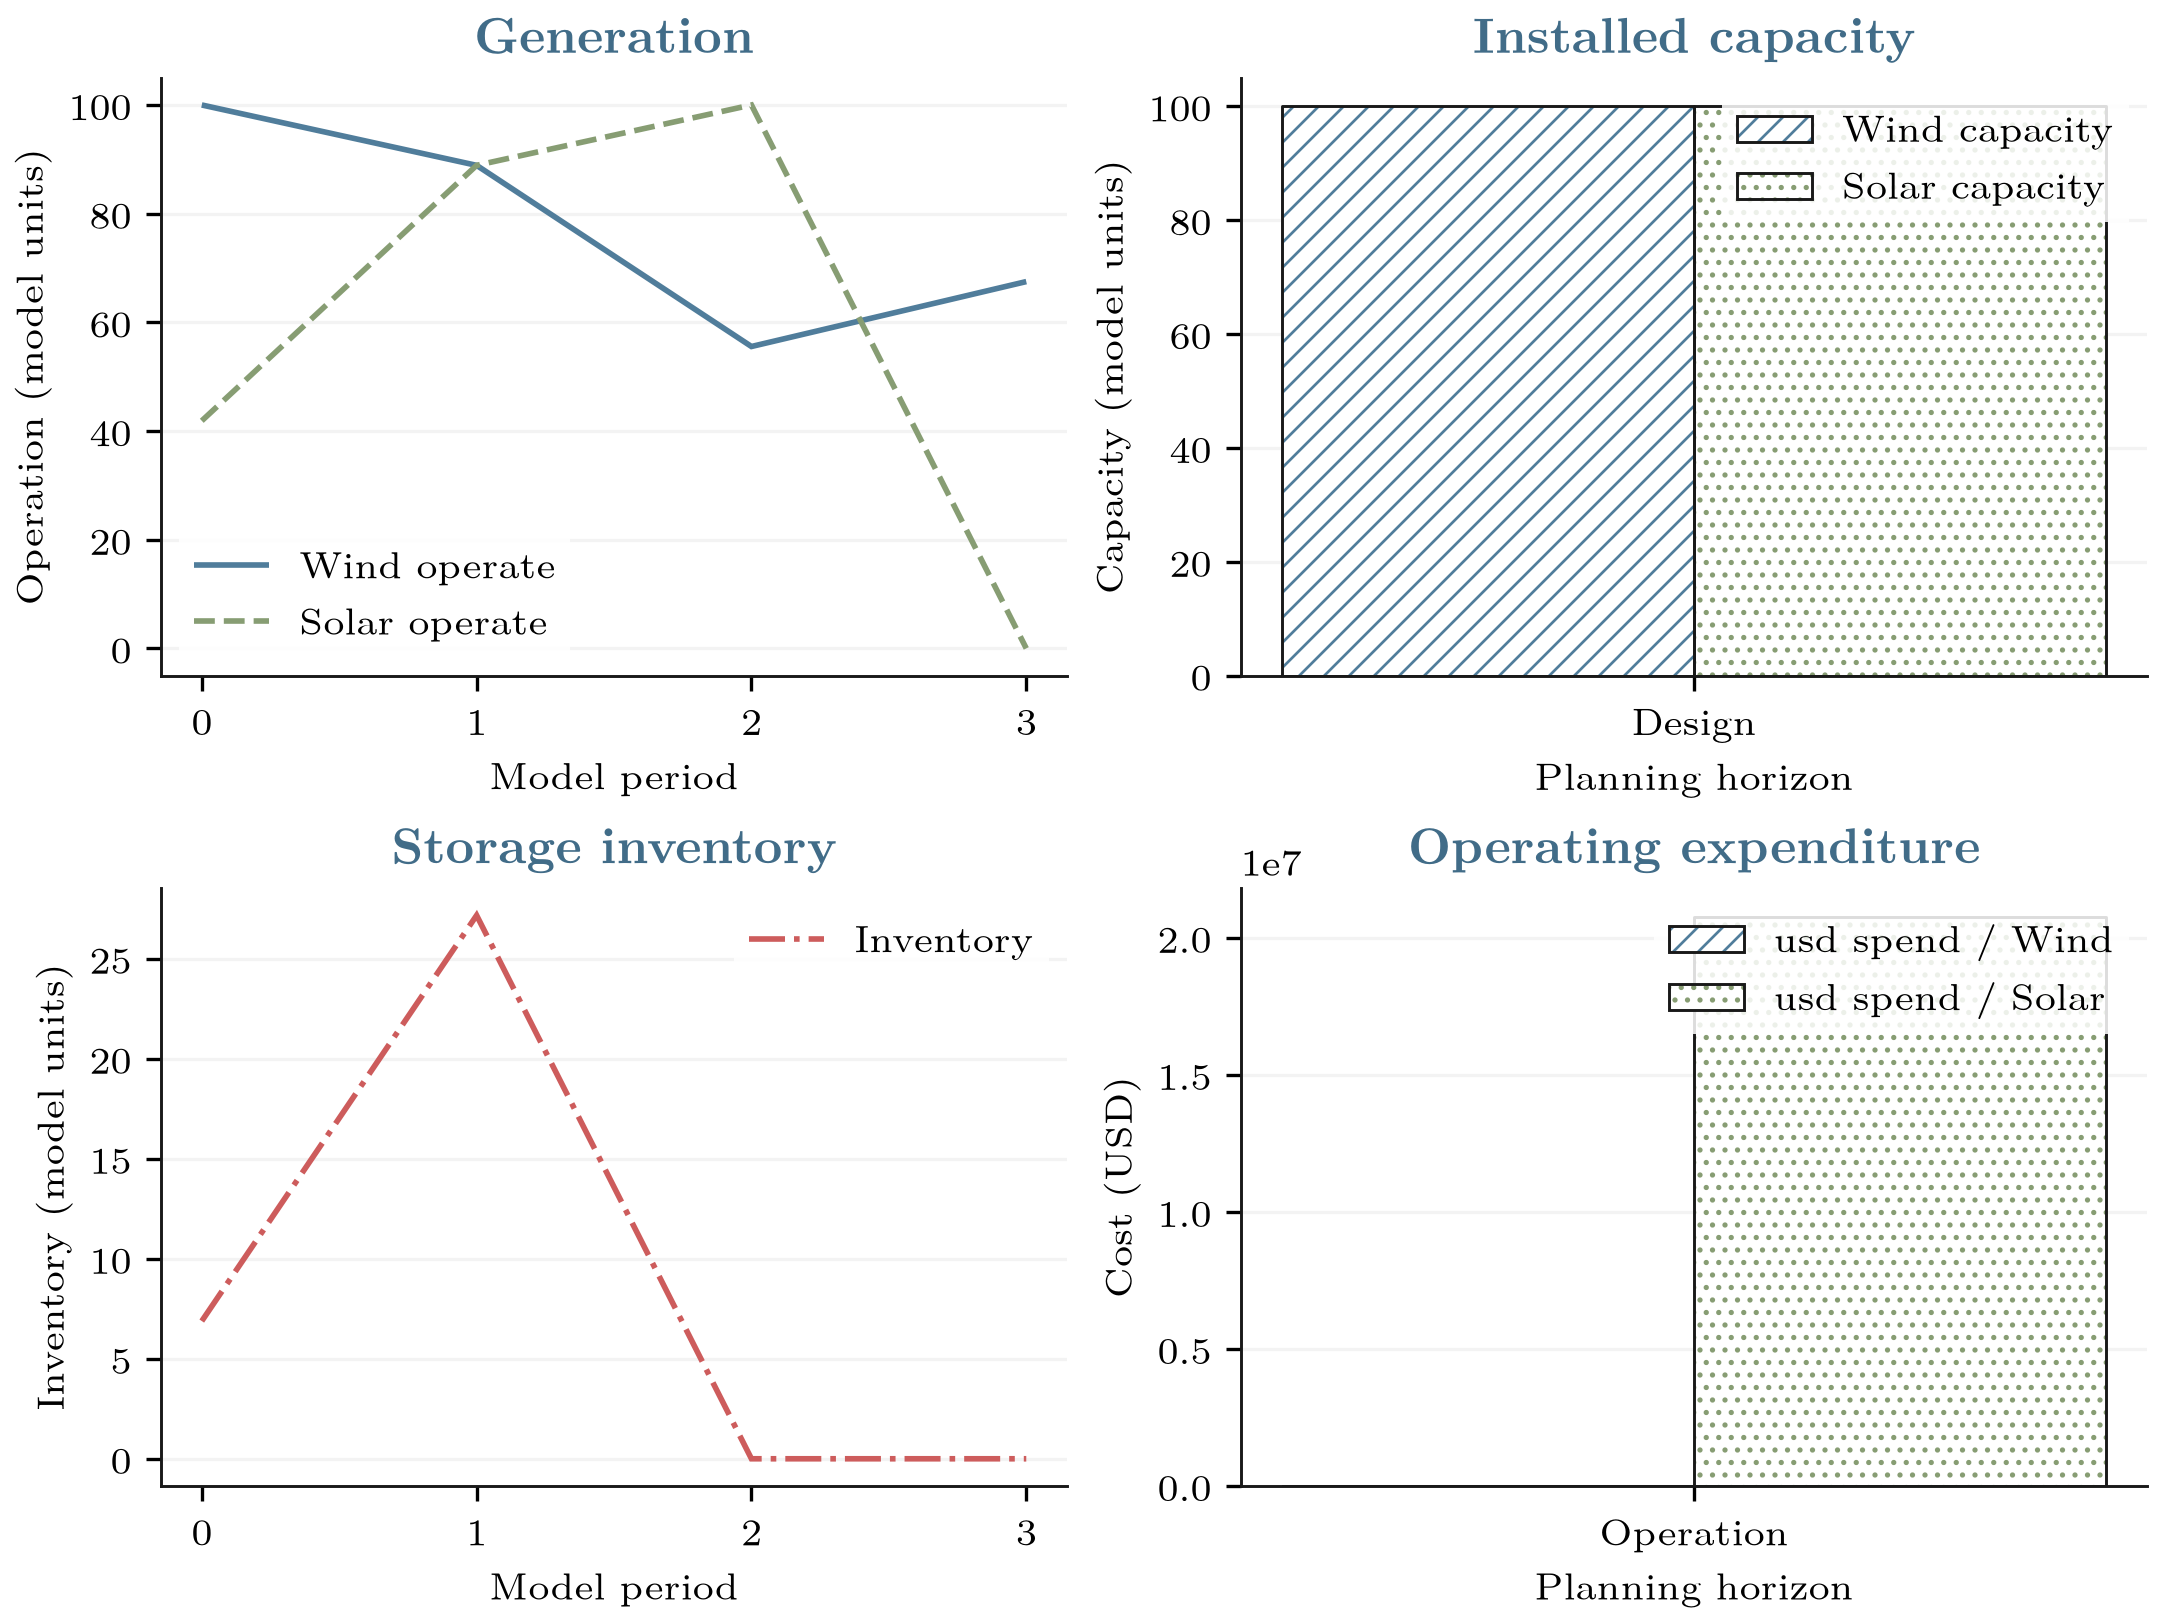 Generation
Operation (model units)
100
80
60
40
20
0
Wind operate
Solar operate
0 1 2 3
Model period
Installed capacity
Capacity (model units)
100
80
60
40
20
0
Wind capacity
Solar capacity
Design
Planning horizon
Storage inventory
Inventory (model units)
25
20
15
10
5
0
Inventory
0 1 2 3
Model period
Operating expenditure
1e7
Cost (USD)
2.0
1.5
1.0
0.5
0.0
usd spend / Wind
usd spend / Solar
Operation
Planning horizon